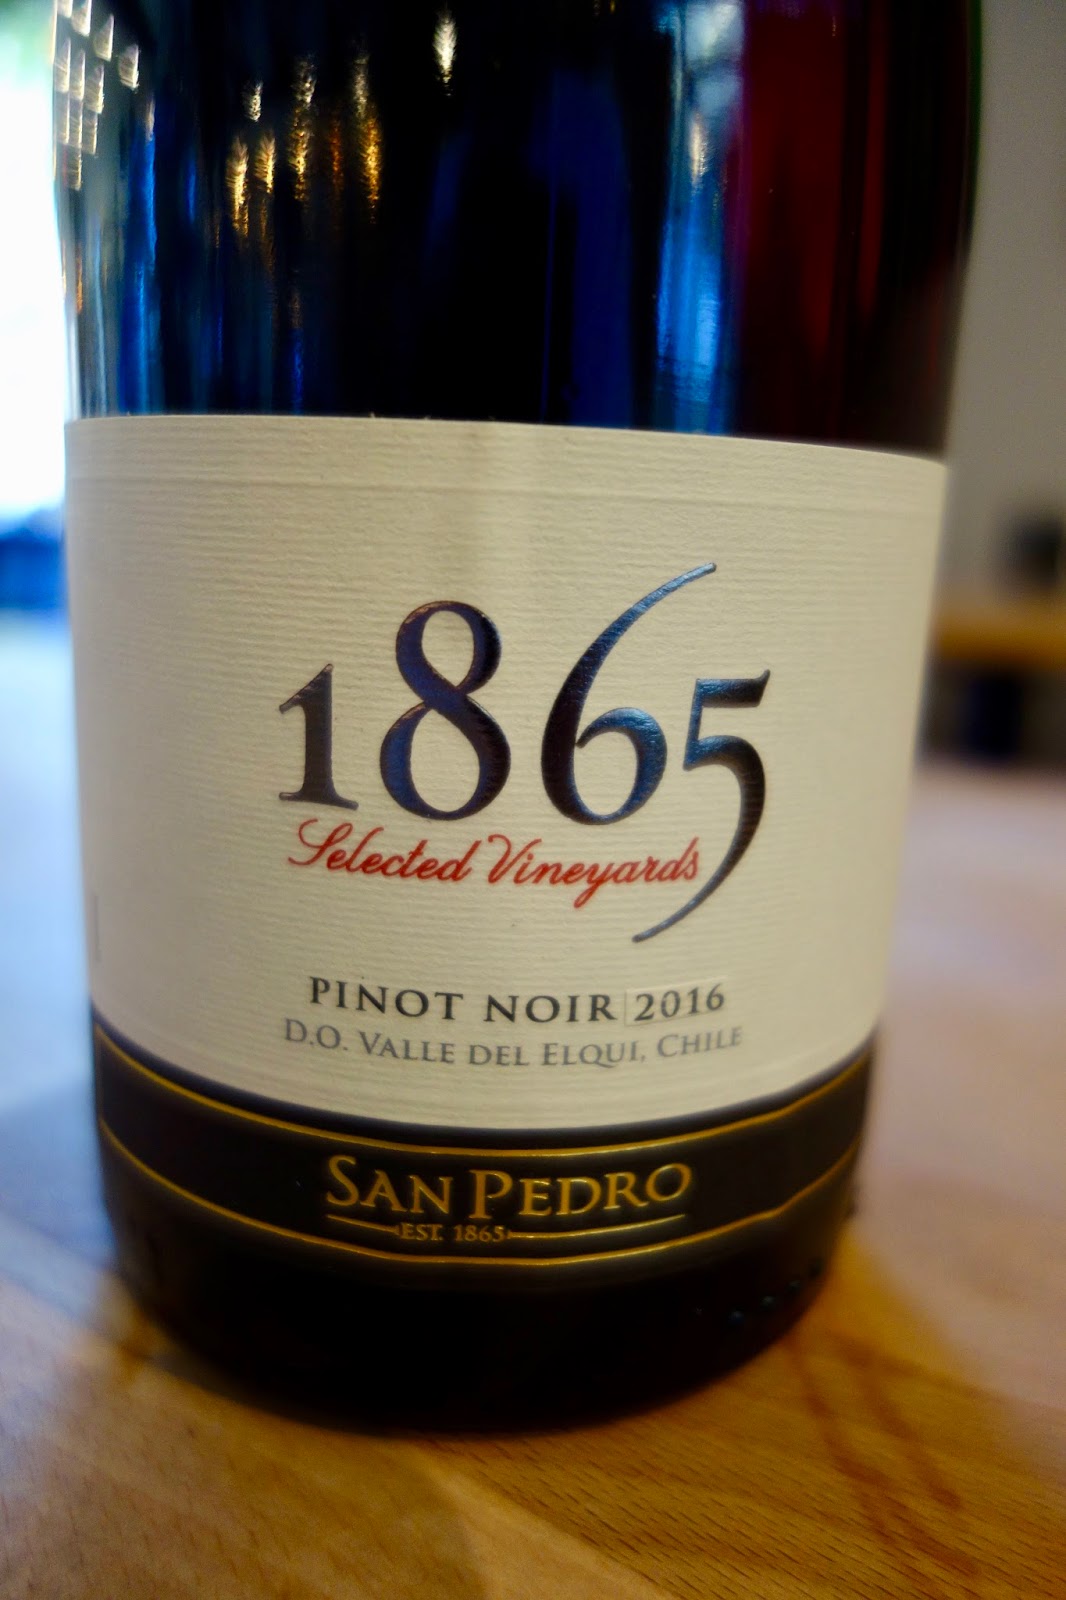 1865
Selected Vineyards
PINOT NOIR 2016
D.O. VALLE DEL ELQUI, CHILE
SAN PEDRO
EST. 1865